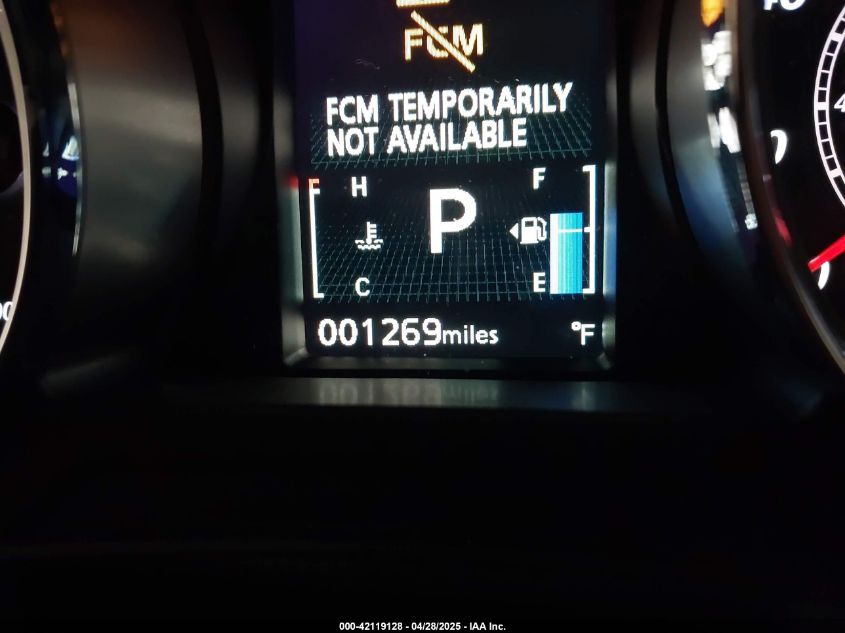 FCM
FCM TEMPORARILY
NOT AVAILABLE
H F
P
C E
001269miles °F
000-42119128 - 04/28/2025 - IAA Inc.